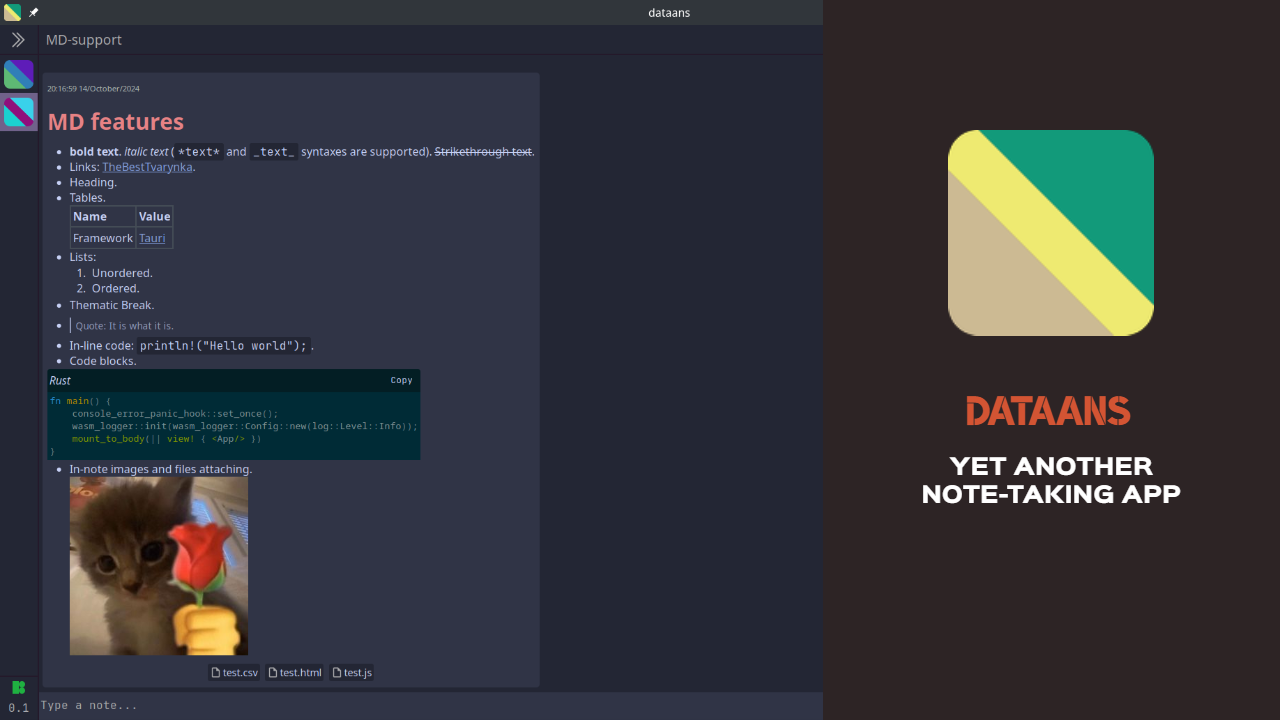 dataans
MD-support
20:16:59 14/October/2024
MD features
bold text. italic text ( *text* and _text_ syntaxes are supported). Strikethrough text.
Links: TheBestTvarynka.
Heading.
Tables.
Name Value
Framework Tauri
Lists:
1. Unordered.
2. Ordered.
Thematic Break.
Quote: It is what it is.
In-line code: println!("Hello world"); .
Code blocks.
Rust Copy
fn main() {
console_error_panic_hook::set_once();
wasm_logger::init(wasm_logger::Config::new(log::Level::Info));
mount_to_body(|| view! { <App/> })
}
In-note images and files attaching.
test.csv test.html test.js
0.1
Type a note...
DATAANS
YET ANOTHER
NOTE-TAKING APP